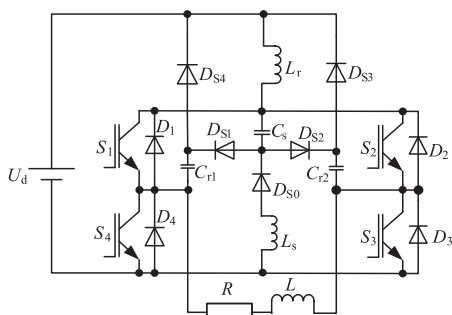 D_S4
L_r
D_S3
S_1
D_1
D_S1
C_s
D_S2
S_2
D_2
U_d
C_r1
D_S0
C_r2
S_4
D_4
L_s
S_3
D_3
R
L